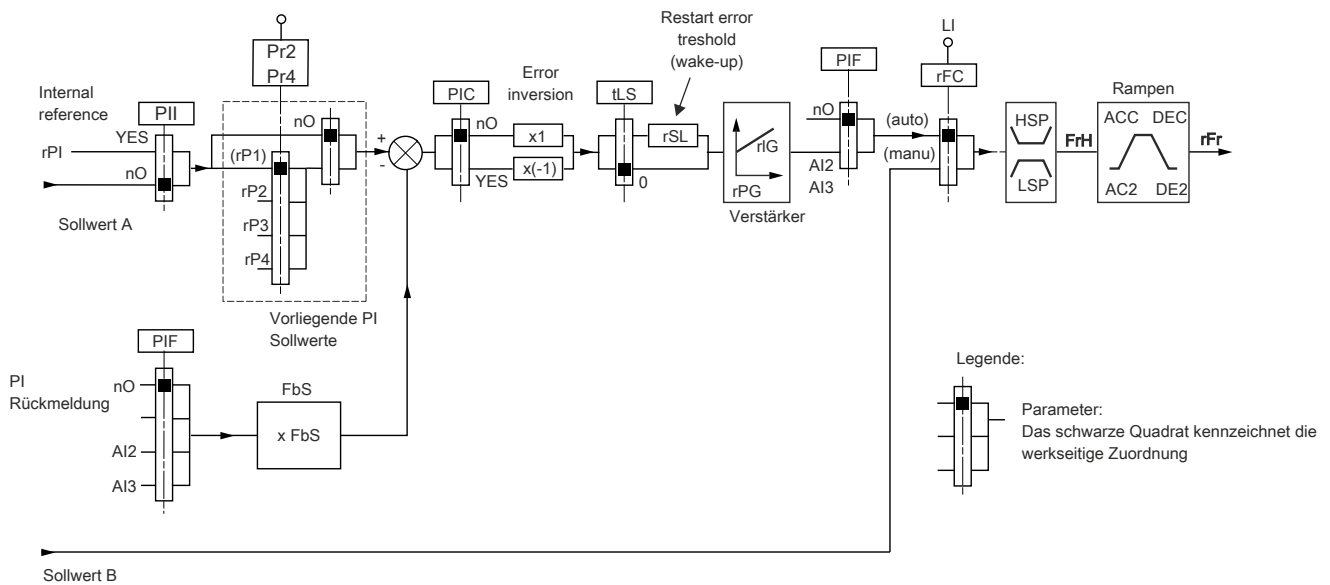 Pr2
Pr4
Restart error
treshold
(wake-up)
LI
Internal
reference
PII
PIC
Error
inversion
tLS
PIF
rFC
Rampen
YES
rPI
nO
nO
(rP1)
rP2
rP3
rP4
+
-
nO
YES
x1
x(-1)
rSL
0
rIG
rPG
Verstärker
nO
AI2
AI3
(auto)
(manu)
HSP
LSP
FrH
ACC DEC
AC2 DE2
rFr
Sollwert A
Vorliegende PI
Sollwerte
PIF
PI
Rückmeldung
nO
AI2
AI3
FbS
x FbS
Legende:
Parameter:
Das schwarze Quadrat kennzeichnet die
werkseitige Zuordnung
Sollwert B